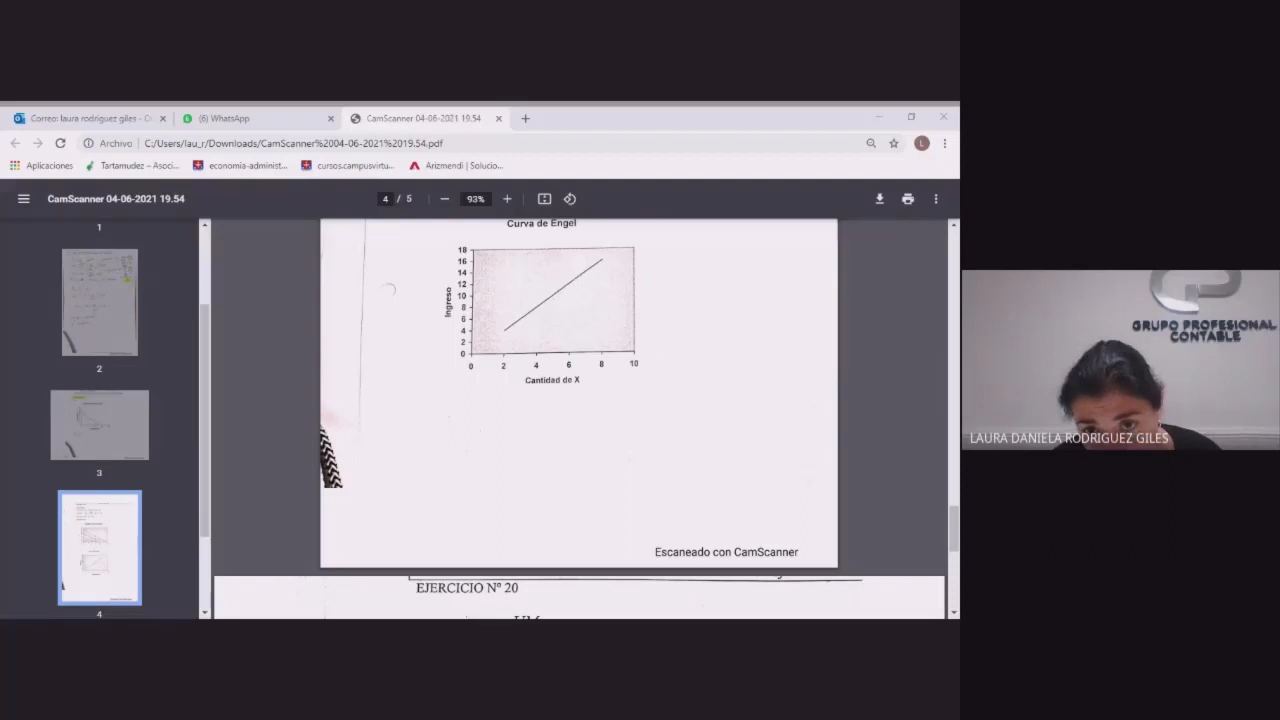 Correo: laura rodriguez giles - O
(6) WhatsApp
CamScanner 04-06-2021 19.54
Archivo
C:/Users/lau_r/Downloads/CamScanner%2004-06-2021%2019.54.pdf
L
Aplicaciones
Tartamudez – Asoci...
economia-administ...
cursos.campusvirtu...
Arizmendi | Solucio...
CamScanner 04-06-2021 19.54
4 / 5
93%
1
2
3
4
Curva de Engel
18
16
14
12
10
8
6
4
2
0
Ingreso
0 2 4 6 8 10
Cantidad de X
Escaneado con CamScanner
EJERCICIO Nº 20
GRUPO PROFESIONAL
CONTABLE
LAURA DANIELA RODRIGUEZ GILES